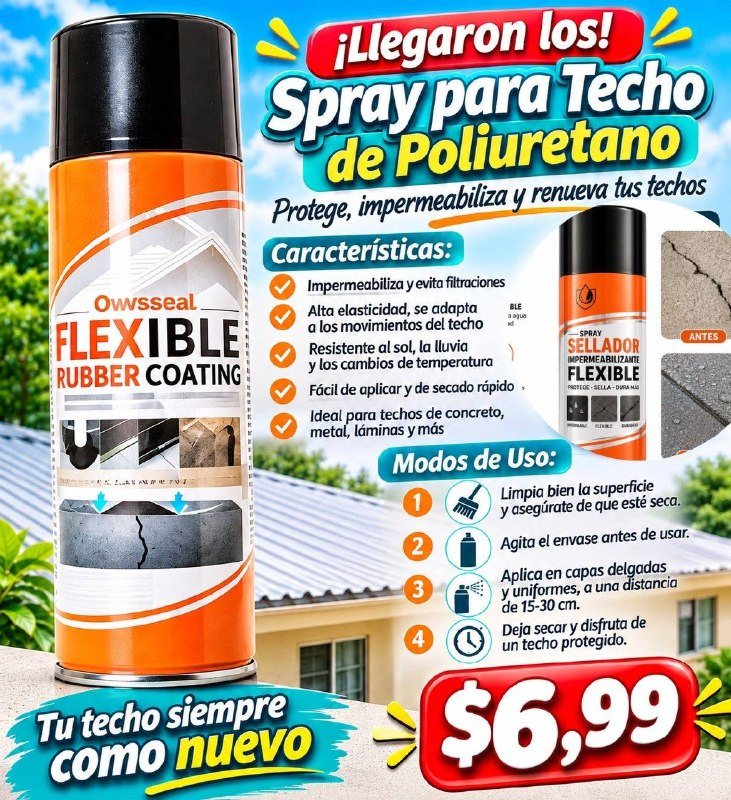 ¡Llegaron los!
Spray para Techo
de Poliuretano
Protege, impermeabiliza y renueva tus techos
Características:
Impermeabiliza y evita filtraciones
Alta elasticidad, se adapta
a los movimientos del techo
Resistente al sol, la lluvia
y los cambios de temperatura
Fácil de aplicar y de secado rápido
Ideal para techos de concreto,
metal, láminas y más
Owsseal
FLEXIBLE
RUBBER COATING
BLE
a agua
SPRAY
SELLADOR
IMPERMEABILIZANTE
FLEXIBLE
PROTEGE - SELLA - DURA MÁS
FLEXIBLE
ANTES
Modos de Uso:
1 Limpia bien la superficie
y asegúrate de que esté seca.
2 Agita el envase antes de usar.
3 Aplica en capas delgadas
y uniformes, a una distancia
de 15-30 cm.
4 Deja secar y disfruta de
un techo protegido.
Tu techo siempre
como nuevo
$6,99